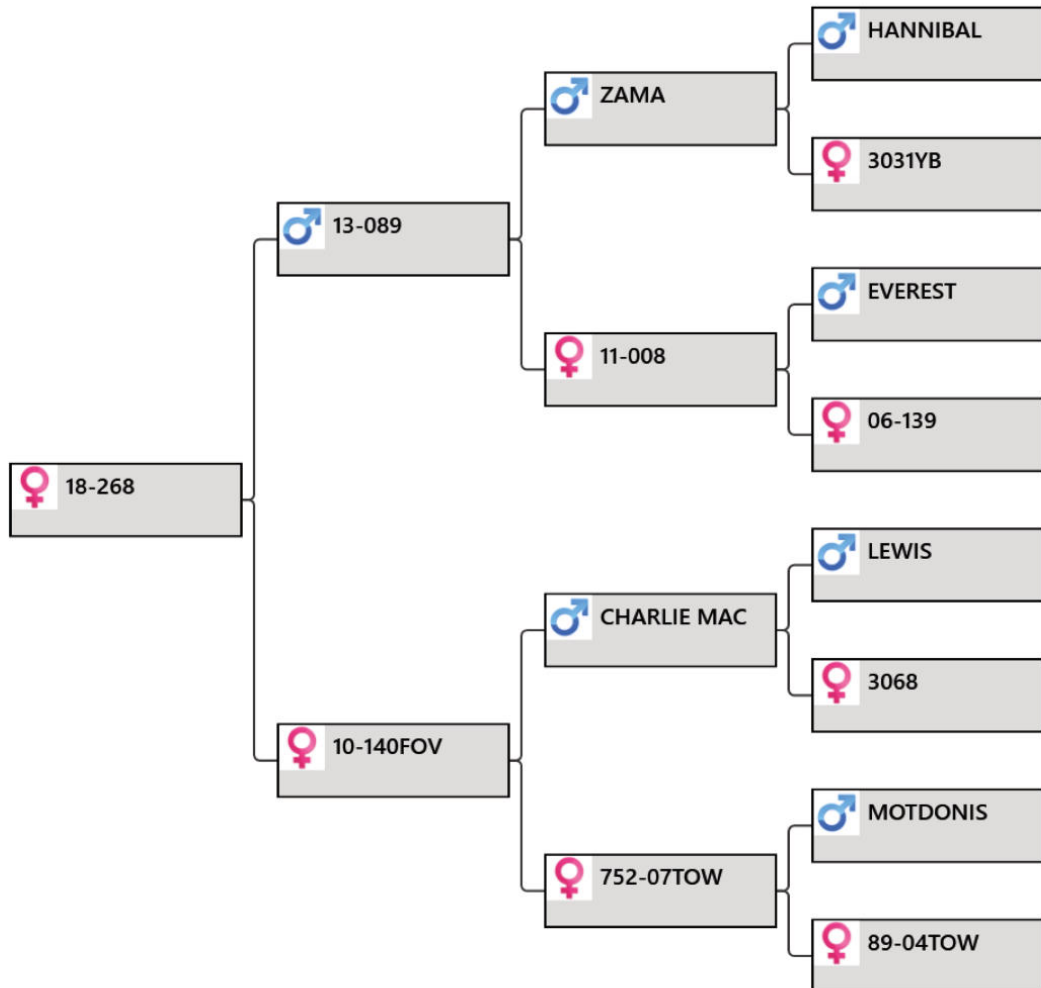 HANNIBAL
ZAMA
3031YB
13-089
EVEREST
11-008
06-139
18-268
LEWIS
CHARLIE MAC
3068
10-140FOV
MOTDONIS
752-07TOW
89-04TOW